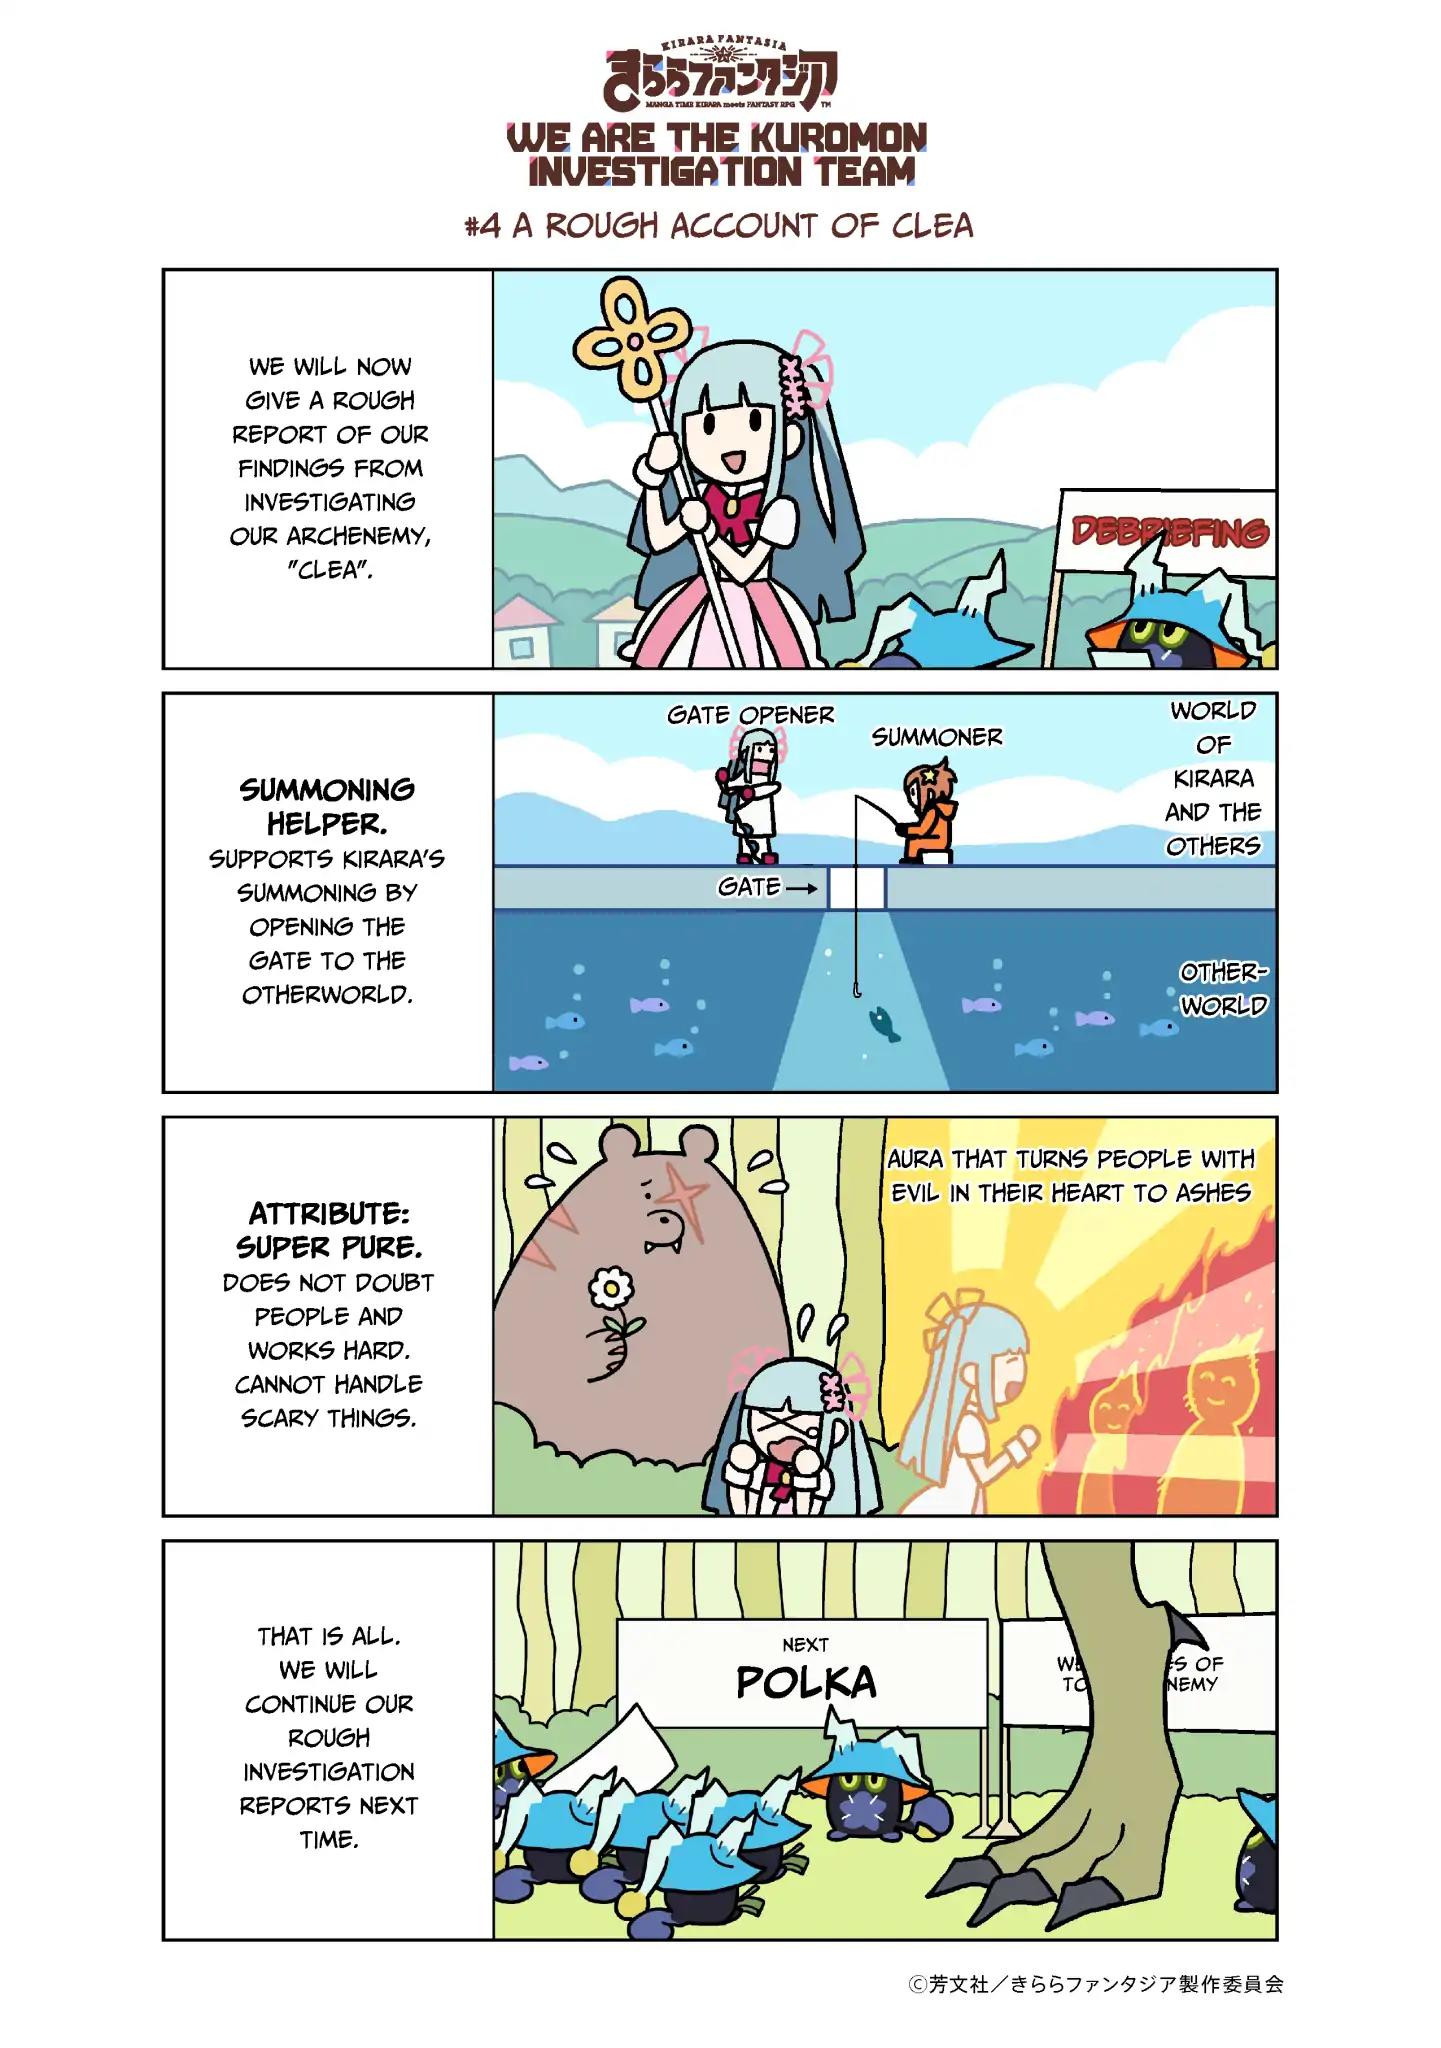 KIRARA FANTASIA
きららファンタジア
MANGA TIME KIRARA meets FANTASY RPG TM
WE ARE THE KUROMON
INVESTIGATION TEAM
#4 A ROUGH ACCOUNT OF CLEA
WE WILL NOW
GIVE A ROUGH
REPORT OF OUR
FINDINGS FROM
INVESTIGATING
OUR ARCHENEMY,
"CLEA".
DEBRIEFING
SUMMONING
HELPER.
SUPPORTS KIRARA'S
SUMMONING BY
OPENING THE
GATE TO THE
OTHERWORLD.
GATE OPENER
SUMMONER
WORLD
OF
KIRARA
AND THE
OTHERS
GATE→
OTHER-
WORLD
ATTRIBUTE:
SUPER PURE.
DOES NOT DOUBT
PEOPLE AND
WORKS HARD.
CANNOT HANDLE
SCARY THINGS.
AURA THAT TURNS PEOPLE WITH
EVIL IN THEIR HEART TO ASHES
THAT IS ALL.
WE WILL
CONTINUE OUR
ROUGH
INVESTIGATION
REPORTS NEXT
TIME.
NEXT
POLKA
OF
©芳文社／きららファンタジア製作委員会